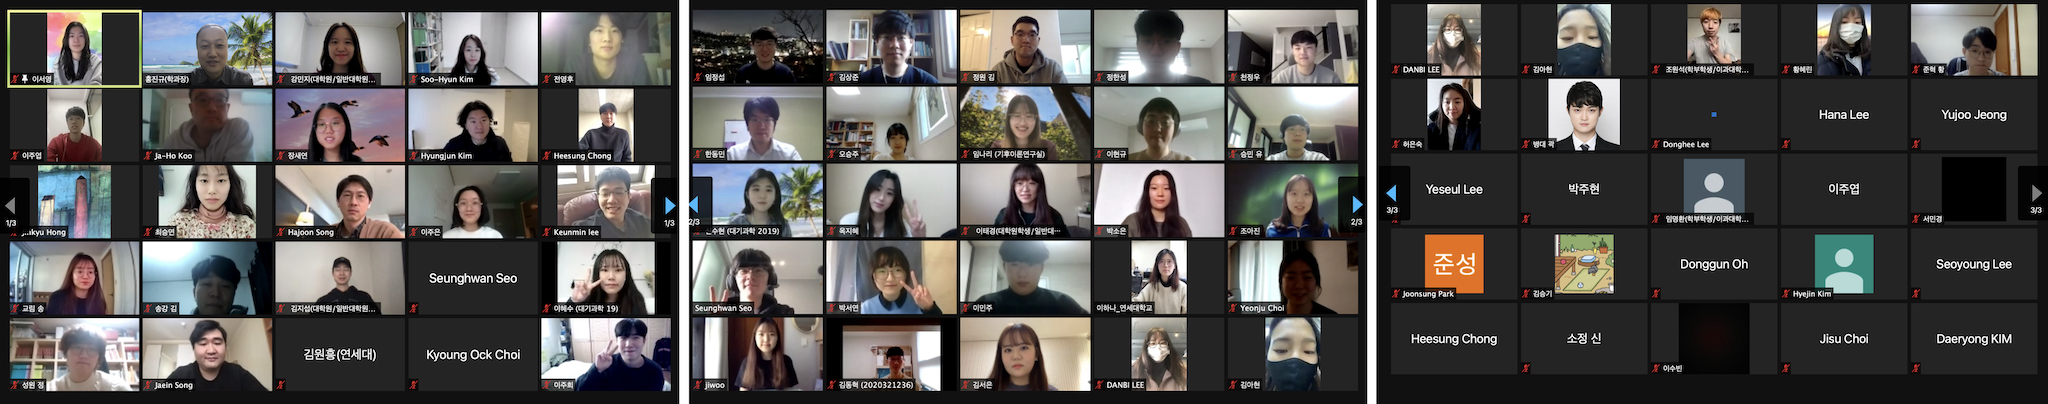 이서영
홍진규(학과장)
강민지(대학원/일반대학원...
Soo-Hyun Kim
전영후
이주엽
Ja-Ho Koo
장새연
Hyungjun Kim
Heesung Chong
1/3
1/3
Jinkyu Hong
최승연
Hajoon Song
이주은
Keunmin lee
교림 송
송강 김
김지섭(대학원/일반대학원...
Seunghwan Seo
이혜수 (대기과학 19)
성원 정
Jaein Song
김원흥(연세대)
Kyoung Ock Choi
이주희
임정섭
김상준
정원 김
정한성
천정우
한동민
오승주
임나리 (기후이론연구실)
이현규
승민 유
2/3
2/3
수현 (대기과학 2019)
옥지혜
이태경(대학원학생/일반대...
박소은
조아진
Seunghwan Seo
박서연
이민주
이하나_연세대학교
Yeonju Choi
jiwoo
김동혁 (2020321236)
김서은
DANBI LEE
김아현
DANBI LEE
김아현
조원석(학부학생/이과대학...
황혜린
준혁 황
허은숙
병대 곽
Donghee Lee
Hana Lee
Yujoo Jeong
3/3
3/3
Yeseul Lee
박주현
임명환(학부학생/이과대학...
이주엽
서민경
준성
Joonsung Park
김승기
Donggun Oh
Hyejin Kim
Seoyoung Lee
Heesung Chong
소정 신
이수빈
Jisu Choi
Daeryong KIM